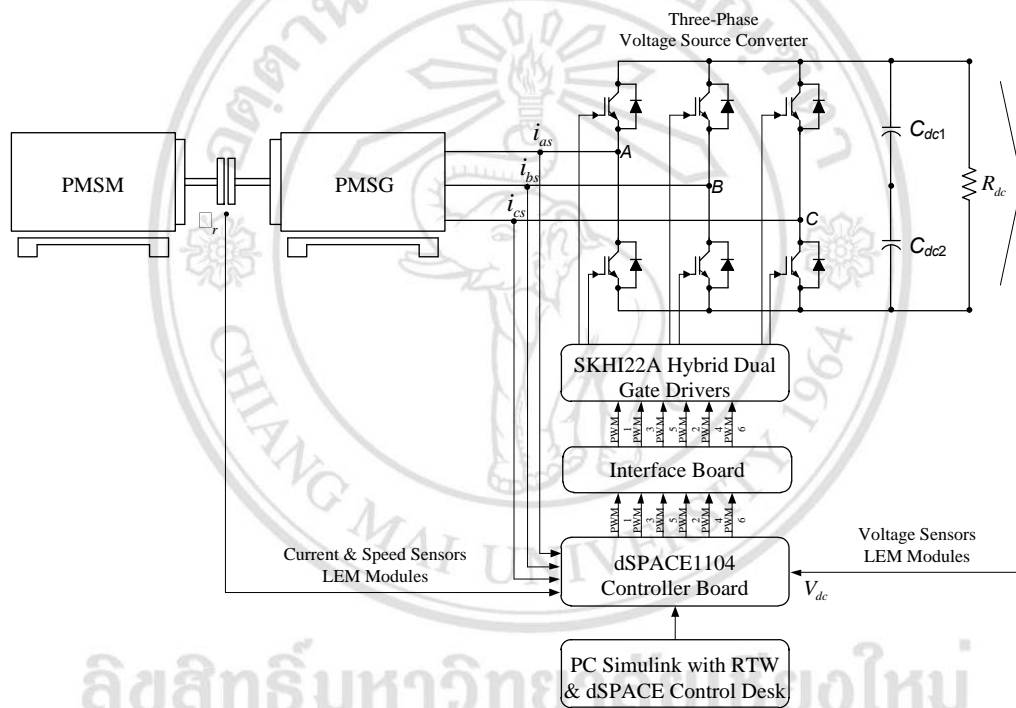 Three-Phase
Voltage Source Converter
PMSM
PMSG
i_as
i_bs
i_cs
A
B
C
C_dc1
C_dc2
R_dc
r
SKHI22A Hybrid Dual
Gate Drivers
PWM 1 PWM 3 PWM 5 PWM 2 PWM 4 PWM 6
Interface Board
PWM 1 PWM 3 PWM 5 PWM 2 PWM 4 PWM 6
Current & Speed Sensors
LEM Modules
dSPACE1104
Controller Board
Voltage Sensors
LEM Modules
V_dc
PC Simulink with RTW
& dSPACE Control Desk
CHIANG MAI UNIVERSITY 1964
ลิขสิทธิ์มหาวิทยาลัยเชียงใหม่